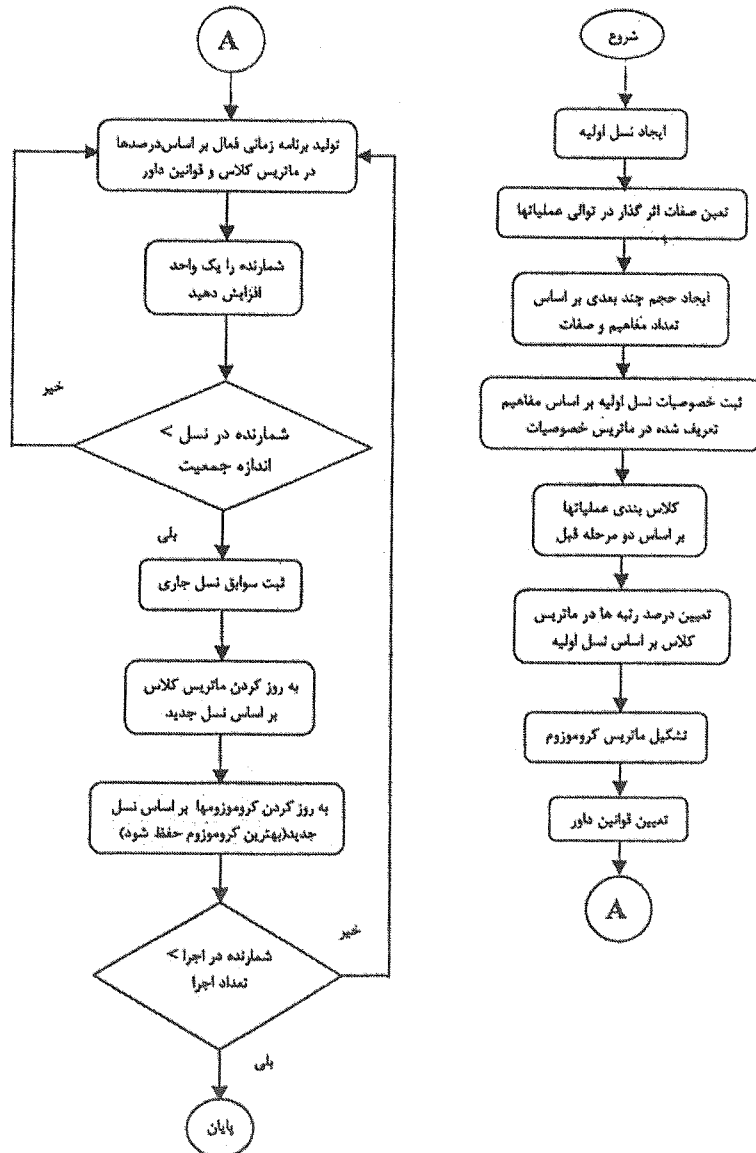 شروع
ایجاد نسل اولیه
تعیین صفات اثر گذار در توالی عملیاتها
ایجاد حجم چند بعدی بر اساس
تعداد مفاهیم و صفات
ثبت خصوصیات نسل اولیه بر اساس مفاهیم
تعریف شده در ماتریس خصوصیات
کلاس بندی عملیاتها
بر اساس دو مرحله قبل
تعیین درصد رتبه ها در ماتریس
کلاس بر اساس نسل اولیه
تشکیل ماتریس کروموزوم
تعیین قوانین داور
A
A
تولید برنامه زمانی فعال بر اساس درصدها
در ماتریس کلاس و قوانین داور
شمارنده را یک واحد
افزایش دهید
خیر
شمارنده در نسل >
اندازه جمعیت
بلی
ثبت سوابق نسل جاری
به روز کردن ماتریس کلاس
بر اساس نسل جدید
به روز کردن کروموزومها بر اساس نسل
جدید(بهترین کروموزوم حفظ شود)
خیر
شمارنده در اجرا >
تعداد اجرا
بلی
پایان